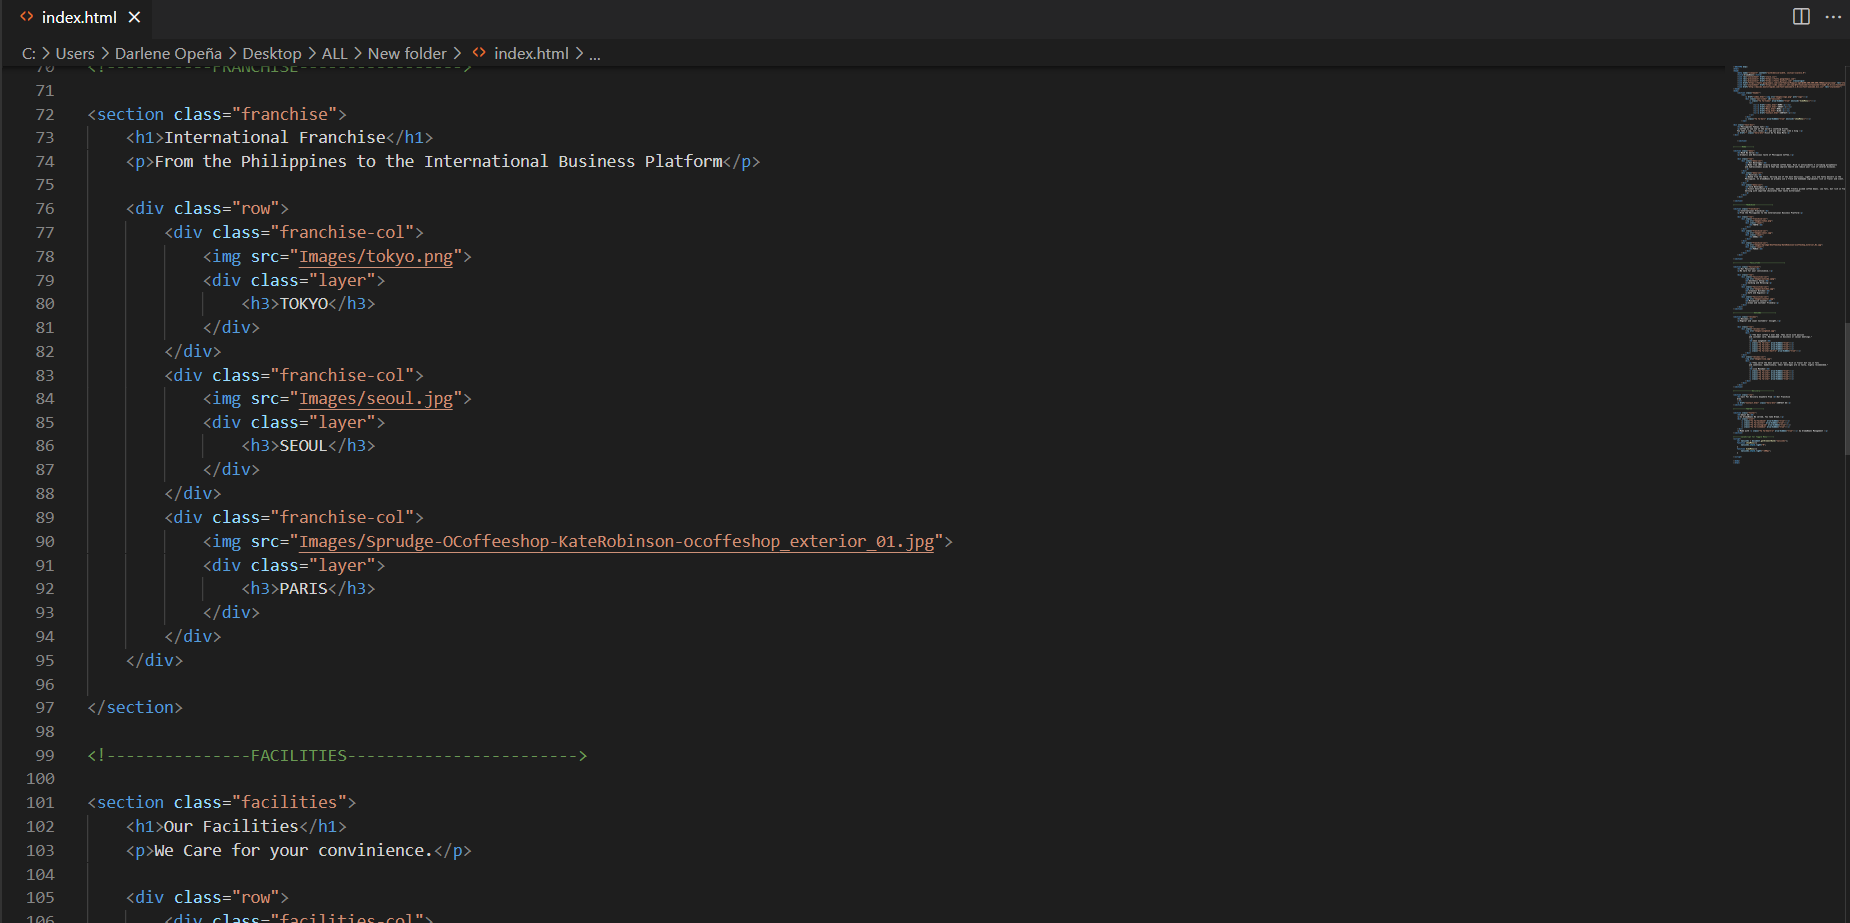 index.html
C: > Users > Darlene Opeña > Desktop > ALL > New folder > index.html > ...
70 <!-----------FRANCHISE----------------->
71
72 <section class="franchise">
73     <h1>International Franchise</h1>
74     <p>From the Philippines to the International Business Platform</p>
75
76     <div class="row">
77         <div class="franchise-col">
78             <img src="Images/tokyo.png">
79             <div class="layer">
80                 <h3>TOKYO</h3>
81             </div>
82         </div>
83         <div class="franchise-col">
84             <img src="Images/seoul.jpg">
85             <div class="layer">
86                 <h3>SEOUL</h3>
87             </div>
88         </div>
89         <div class="franchise-col">
90             <img src="Images/Sprudge-OCoffeeshop-KateRobinson-ocoffeshop_exterior_01.jpg">
91             <div class="layer">
92                 <h3>PARIS</h3>
93             </div>
94         </div>
95     </div>
96
97 </section>
98
99 <!---------------FACILITIES------------------------>
100
101 <section class="facilities">
102     <h1>Our Facilities</h1>
103     <p>We Care for your convinience.</p>
104
105     <div class="row">
106         <div class="facilities-col">